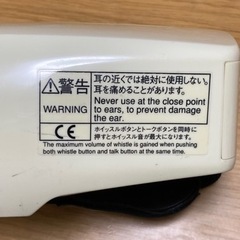 ⚠警告
WARNING
耳の近くでは絶対に使用しない。
耳を痛めることがあります。
Never use at the close point
to ears, to prevent damage
the ear.
CE
ホイッスルボタンとトークボタンを同時に
押すとホイッスル音が最大になります。
The maximum volume of whistle is gained when pushing
both whistle button and talk button at the same time.